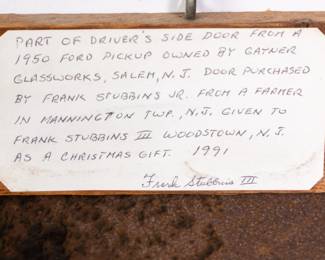 PART OF DRIVER'S SIDE DOOR FROM A
1950 FORD PICKUP OWNED BY GAYNER
GLASSWORKS, SALEM, N.J. DOOR PURCHASED
BY FRANK STUBBINS JR. FROM A FARMER
IN MANNINGTON TWP., N.J. GIVEN TO
FRANK STUBBINS III WOODSTOWN, N.J.
AS A CHRISTMAS GIFT. 1991
Frank Stubbins III